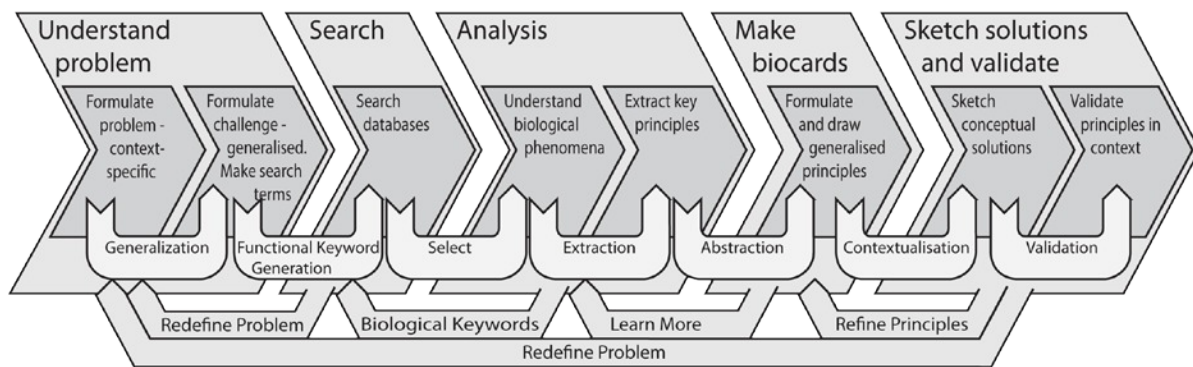 Understand
problem
Search
Analysis
Make
biocards
Sketch solutions
and validate
Formulate
problem -
context-
specific
Formulate
challenge -
generalised.
Make search
terms
Search
databases
Understand
biological
phenomena
Extract key
principles
Formulate
and draw
generalised
principles
Sketch
conceptual
solutions
Validate
principles in
context
Generalization
Functional Keyword
Generation
Select
Extraction
Abstraction
Contextualisation
Validation
Redefine Problem
Biological Keywords
Learn More
Refine Principles
Redefine Problem